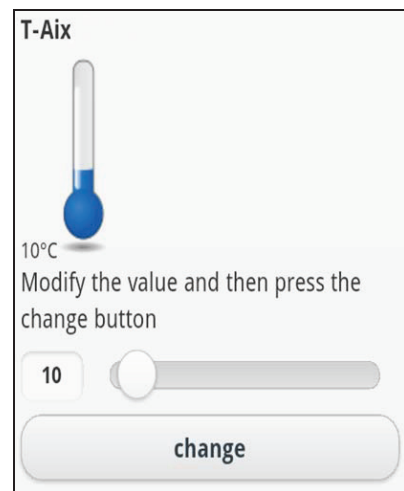 T-Aix
10°C
Modify the value and then press the
change button
10
change